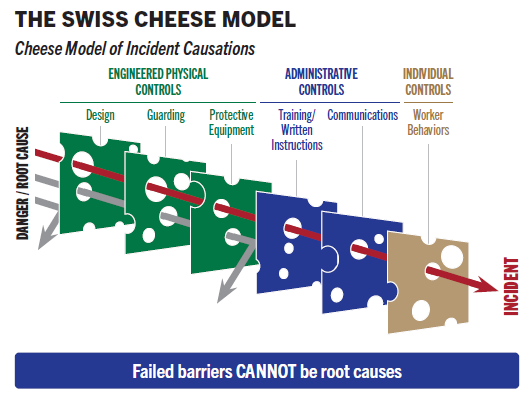 THE SWISS CHEESE MODEL
Cheese Model of Incident Causations
ENGINEERED PHYSICAL
CONTROLS
ADMINISTRATIVE
CONTROLS
INDIVIDUAL
CONTROLS
Design
Guarding
Protective
Equipment
Training/
Written
Instructions
Communications
Worker
Behaviors
DANGER / ROOT CAUSE
INCIDENT
Failed barriers CANNOT be root causes